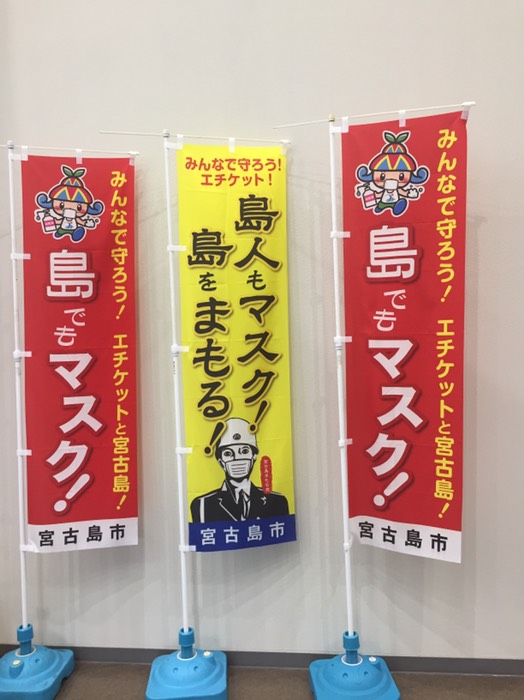 みんなで守ろう! エチケットと宮古島!
島でもマスク!
宮古島市
みんなで守ろう!
エチケット!
島人もマスク!
島をまもる!
宮古島市
みんなで守ろう! エチケットと宮古島!
島でもマスク!
宮古島市